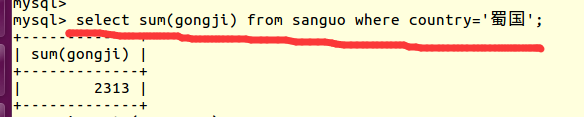 mysql>
mysql> select sum(gongji) from sanguo where country='蜀国';
+-------------+
| sum(gongji) |
+-------------+
|        2313 |
+-------------+